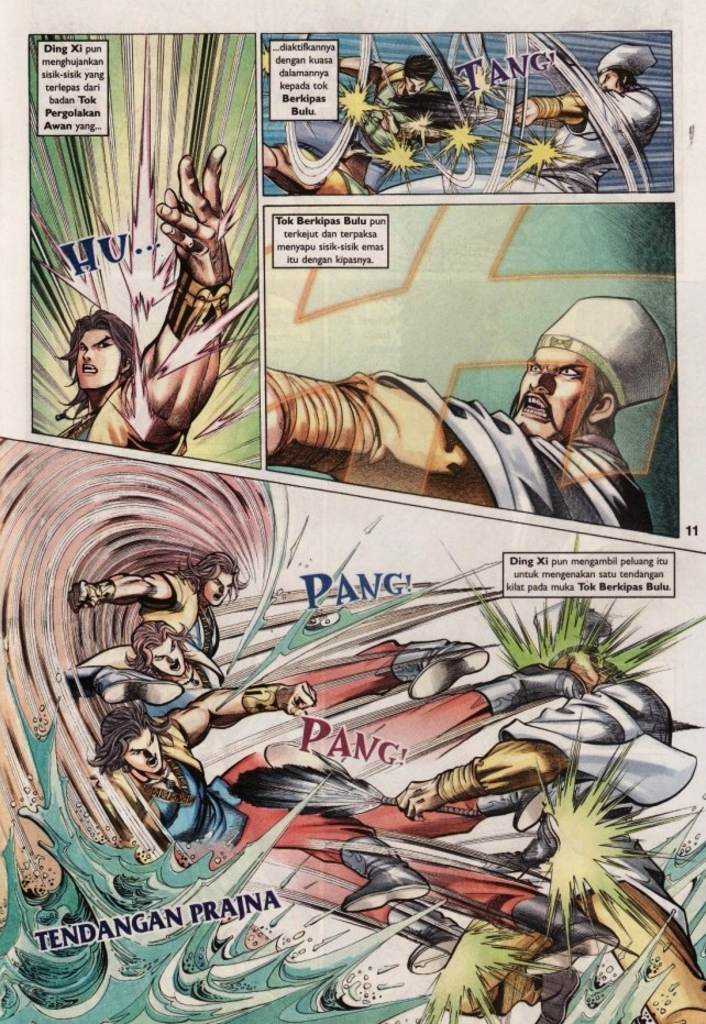 Ding Xi pun
menghujankan
sisik-sisik yang
terlepas dari
badan Tok
Pergolakan
Awan yang...
HU...
...diaktifkannya
dengan kuasa
dalamannya
kepada tok
Berkipas
Bulu.
TANG!
Tok Berkipas Bulu pun
terkejut dan terpaksa
menyapu sisik-sisik emas
itu dengan kipasnya.
11
Ding Xi pun mengambil peluang itu
untuk mengenakan satu tendangan
kilat pada muka Tok Berkipas Bulu.
PANG!
PANG!
TENDANGAN PRAJNA